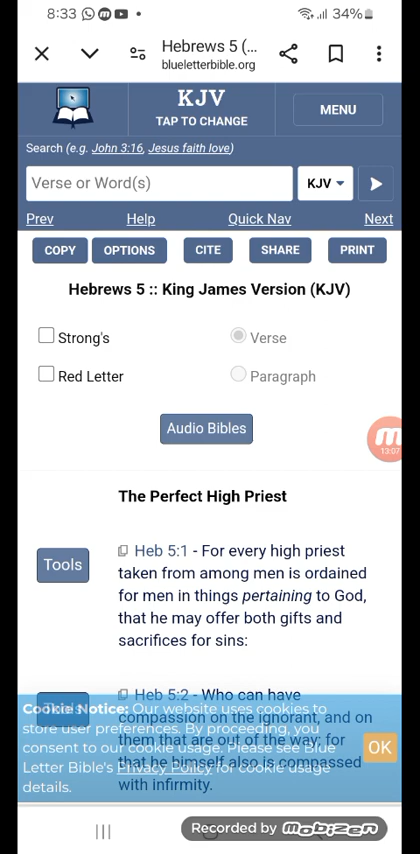 8:33 34%
Hebrews 5 (...
blueletterbible.org
KJV
TAP TO CHANGE
MENU
Search (e.g. John 3:16, Jesus faith love)
Verse or Word(s)
KJV
Prev Help Quick Nav Next
COPY OPTIONS CITE SHARE PRINT
Hebrews 5 :: King James Version (KJV)
Strong's Verse
Red Letter Paragraph
Audio Bibles
13:07
The Perfect High Priest
Tools
Heb 5:1 - For every high priest
taken from among men is ordained
for men in things pertaining to God,
that he may offer both gifts and
sacrifices for sins:
Tools
Heb 5:2 - Who can have
compassion on the ignorant, and on
them that are out of the way; for
that he himself also is compassed
with infirmity.
Cookie Notice: Our website uses cookies to
store user preferences. By proceeding, you
consent to our cookie usage. Please see Blue
Letter Bible's Privacy Policy for cookie usage
details.
OK
Recorded by mobizen